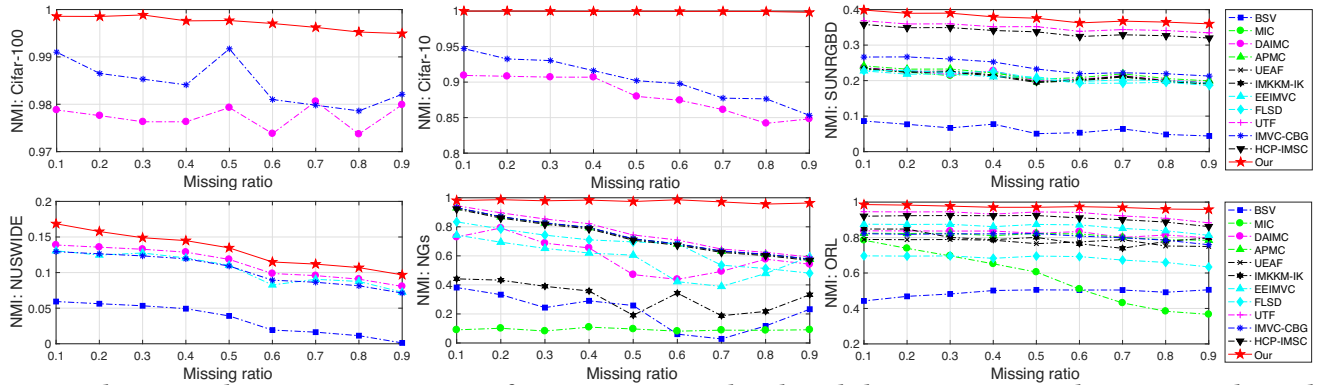 NMI: Cifar-100
1
0.99
0.98
0.97
0.1 0.2 0.3 0.4 0.5 0.6 0.7 0.8 0.9
Missing ratio
NMI: Cifar-10
1
0.95
0.9
0.85
0.8
0.1 0.2 0.3 0.4 0.5 0.6 0.7 0.8 0.9
Missing ratio
NMI: SUNRGBD
0.4
0.3
0.2
0.1
0
0.1 0.2 0.3 0.4 0.5 0.6 0.7 0.8 0.9
Missing ratio
BSV
MIC
DAIMC
APMC
UEAF
IMKKM-IK
EEIMVC
FLSD
UTF
IMVC-CBG
HCP-IMSC
Our
NMI: NUSWIDE
0.2
0.15
0.1
0.05
0
0.1 0.2 0.3 0.4 0.5 0.6 0.7 0.8 0.9
Missing ratio
NMI: NGs
1
0.8
0.6
0.4
0.2
0
0.1 0.2 0.3 0.4 0.5 0.6 0.7 0.8 0.9
Missing ratio
NMI: ORL
1
0.8
0.6
0.4
0.2
0
0.1 0.2 0.3 0.4 0.5 0.6 0.7 0.8 0.9
Missing ratio
BSV
MIC
DAIMC
APMC
UEAF
IMKKM-IK
EEIMVC
FLSD
UTF
IMVC-CBG
HCP-IMSC
Our